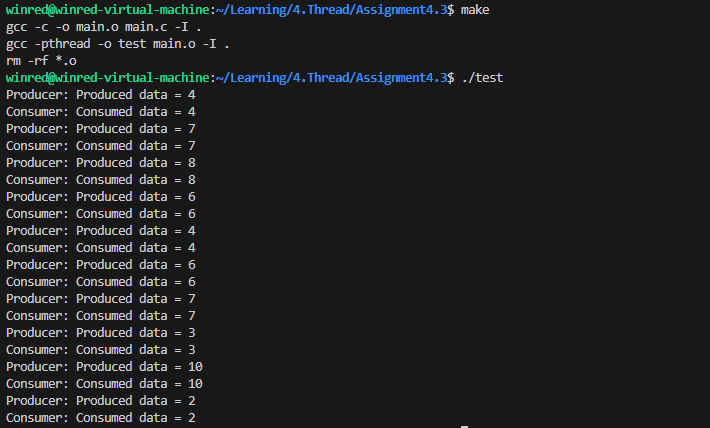 winred@winred-virtual-machine:~/Learning/4.Thread/Assignment4.3$ make
gcc -c -o main.o main.c -I .
gcc -pthread -o test main.o -I .
rm -rf *.o
winred@winred-virtual-machine:~/Learning/4.Thread/Assignment4.3$ ./test
Producer: Produced data = 4
Consumer: Consumed data = 4
Producer: Produced data = 7
Consumer: Consumed data = 7
Producer: Produced data = 8
Consumer: Consumed data = 8
Producer: Produced data = 6
Consumer: Consumed data = 6
Producer: Produced data = 4
Consumer: Consumed data = 4
Producer: Produced data = 6
Consumer: Consumed data = 6
Producer: Produced data = 7
Consumer: Consumed data = 7
Producer: Produced data = 3
Consumer: Consumed data = 3
Producer: Produced data = 10
Consumer: Consumed data = 10
Producer: Produced data = 2
Consumer: Consumed data = 2